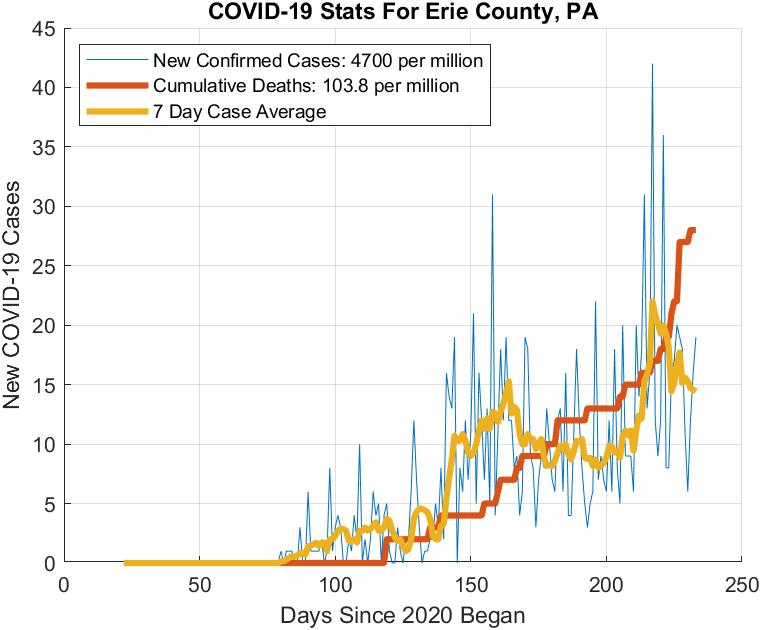 COVID-19 Stats For Erie County, PA
New Confirmed Cases: 4700 per million
Cumulative Deaths: 103.8 per million
7 Day Case Average
New COVID-19 Cases
45
40
35
30
25
20
15
10
5
0
0 50 100 150 200 250
Days Since 2020 Began